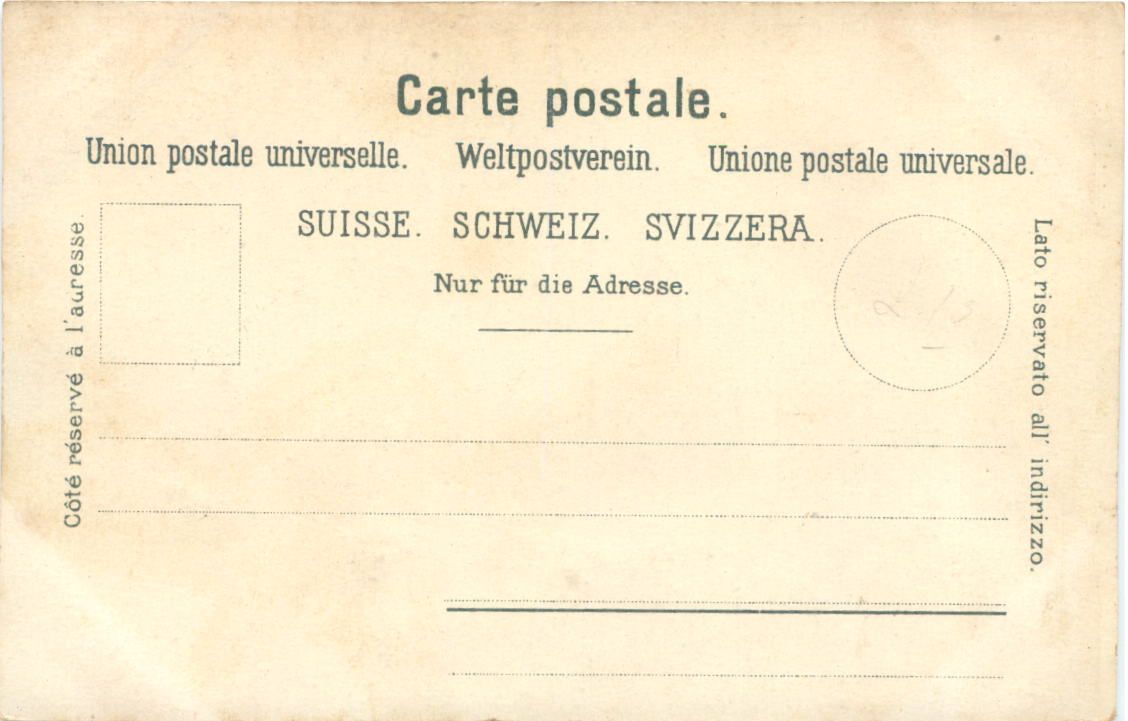 Carte postale.
Union postale universelle. Weltpostverein. Unione postale universale.
SUISSE. SCHWEIZ. SVIZZERA.
Nur für die Adresse.
Côté réservé à l'adresse.
Lato riservato all' indirizzo.